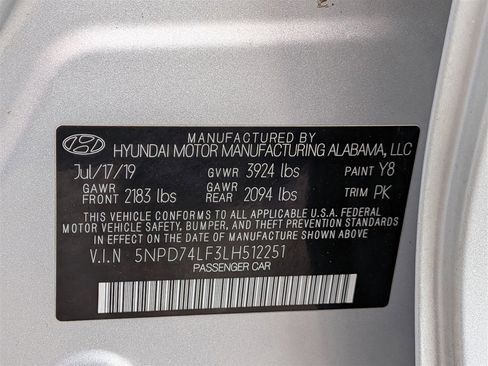 MANUFACTURED BY
HYUNDAI MOTOR MANUFACTURING ALABAMA, LLC
Jul/17/19 GVWR 3924 lbs PAINT Y8
GAWR FRONT 2183 lbs GAWR REAR 2094 lbs TRIM PK
THIS VEHICLE CONFORMS TO ALL APPLICABLE U.S.A. FEDERAL
MOTOR VEHICLE SAFETY, BUMPER, AND THEFT PREVENTION
STANDARDS IN EFFECT ON THE DATE OF MANUFACTURE SHOWN ABOVE.
V.I.N 5NPD74LF3LH512251
PASSENGER CAR